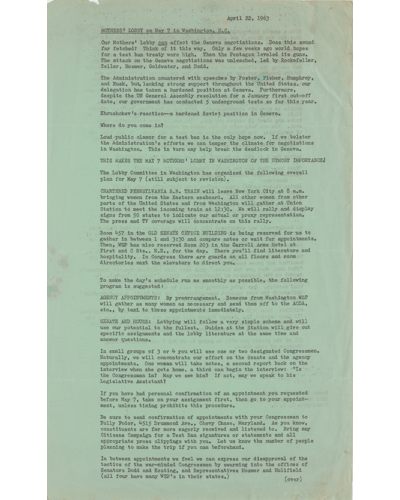 April 22, 1963
MOTHERS' LOBBY on May 7 in Washington, D.C.
Our Mothers' Lobby can affect the Geneva negotiations. Does this sound
far fetched? Think of it this way. Only a few weeks ago world hopes
for a test ban treaty were high. Then the Pentagon leveled its guns.
The attack on the Geneva negotiations was unleashed, led by Rockefeller,
Teller, Hosmer, Goldwater, and Dodd.
The Administration countered with speeches by Foster, Fisher, Humphrey,
and Rusk, but, lacking strong support throughout the United States, our
delegation has taken a hardened position at Geneva. Furthermore,
despite the UN General Assembly resolution for a January first cut-off
date, our government has conducted 5 underground tests so far this year.
Khrushchev's reaction--a hardened Soviet position in Geneva.
Where do you come in?
Loud public clamor for a test ban is the only hope now. If we bolster
the Administration's efforts we can temper the climate for negotiations
in Washington. This in turn may help break the deadlock in Geneva.
THIS MAKES THE MAY 7 MOTHERS' LOBBY IN WASHINGTON OF THE UTMOST IMPORTANCE!
The Lobby Committee in Washington has organized the following overall
plan for May 7 (still subject to revision).
CHARTERED PENNSYLVANIA R.R. TRAIN will leave New York City at 8 a.m.
bringing women from the Eastern seaboard. All other women from other
parts of the United States and from Washington will gather at Union
Station to meet the incoming train at 12:30. We will rally and display
signs from 50 states to indicate our actual or proxy representation.
The press and TV coverage will concentrate on this rally.
Room 457 in the OLD SENATE OFFICE BUILDING is being reserved for us to
gather in between 1 and 3:30 and compare notes or wait for appointments.
Then, WSP has also reserved Room 203 in the Carroll Arms Hotel at
First and C Sts., N.E., for the day. There you'll find literature and
hospitality. In Congress there are guards on all floors and some
directories next the elevators to direct you.
To make the day's schedule run as smoothly as possible, the following
program is suggested:
AGENCY APPOINTMENTS: By prearrangement. Someone from Washington WSP
will gather as many women as necessary and send them off to the ACDA,
etc., by taxi to these appointments immediately.
SENATE AND HOUSE: Lobbying will follow a very simple scheme and will
use our potential to the fullest. Guides at the station will give out
specific assignments and the lobby literature at the same time and
answer questions.
In small groups of 3 or 4 you will see one or two designated Congressmen.
Naturally, we will concentrate our effort on the Senate and the agency
appointments. One woman will take notes, a second report back on the
interview when she gets home, a third can begin the interview: "Is
the Congressman in? May we see him? If not, may we speak to his
Legislative Assistant?
If you have had personal confirmation of an appointment you requested
before May 7, take on your assignment first, then go to your appoint-
ment, unless timing prohibits this procedure.
Be sure to send confirmation of appointments with your Congressman to
Polly Fodor, 4513 Drummond Ave., Chevy Chase, Maryland. As you know,
constituents are far more eagerly received and listened to. Bring any
Citizens Campaign for a Test Ban signatures or statements and all
appropriate press clippings with you. Let us know the number of people
planning to make the trip if you can beforehand.
In between appointments we feel we can express our disapproval of the
tactics of the war-minded Congressmen by swarming into the offices of
Senators Dodd and Keating, and Representatives Hosmer and Holifield
(all four have many WSP's in their states.)
(over)